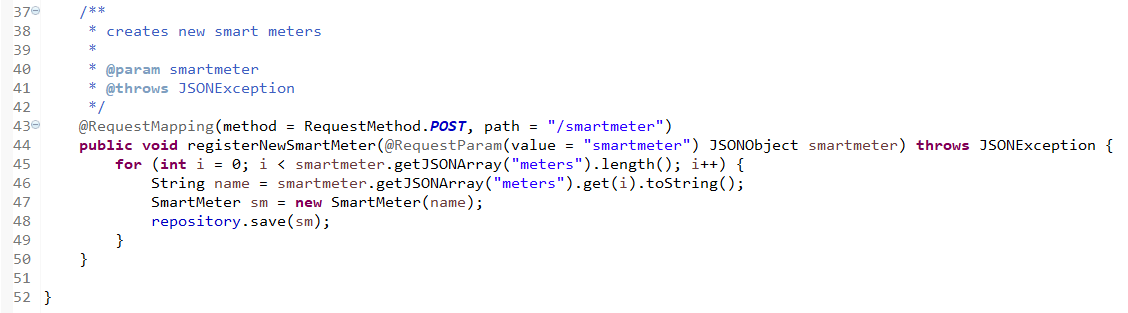 37 /**
38 * creates new smart meters
39 *
40 * @param smartmeter
41 * @throws JSONException
42 */
43 @RequestMapping(method = RequestMethod.POST, path = "/smartmeter")
44 public void registerNewSmartMeter(@RequestParam(value = "smartmeter") JSONObject smartmeter) throws JSONException {
45 for (int i = 0; i < smartmeter.getJSONArray("meters").length(); i++) {
46 String name = smartmeter.getJSONArray("meters").get(i).toString();
47 SmartMeter sm = new SmartMeter(name);
48 repository.save(sm);
49 }
50 }
51
52 }